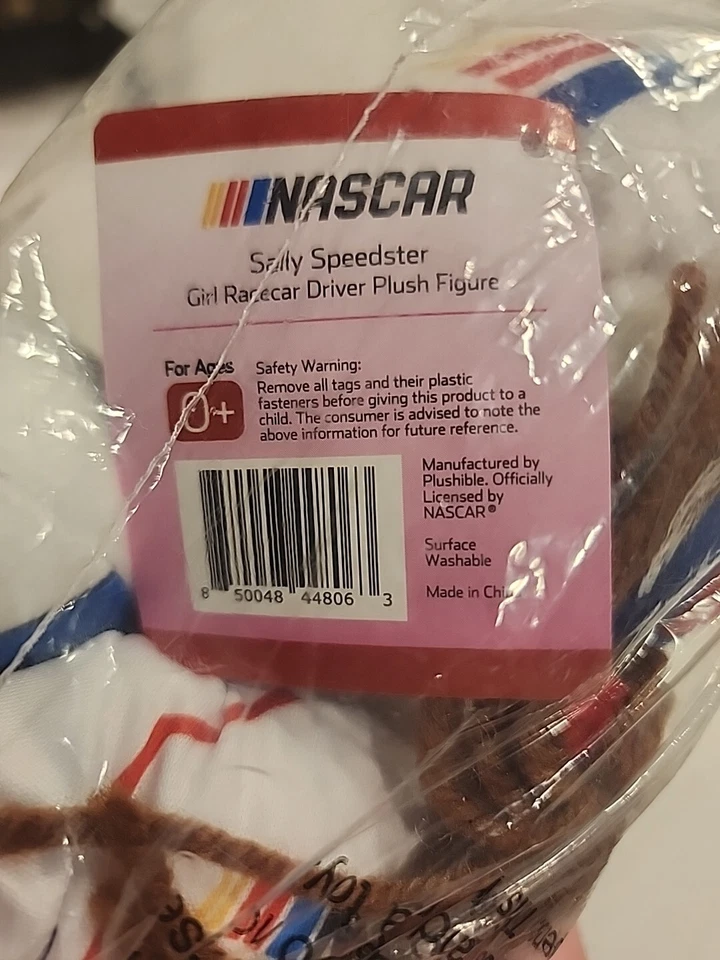 NASCAR
Sally Speedster
Girl Racecar Driver Plush Figure
For Ages
0+
Safety Warning:
Remove all tags and their plastic
fasteners before giving this product to a
child. The consumer is advised to note the
above information for future reference.
8 50048 44806 3
Manufactured by
Plushible. Officially
Licensed by
NASCAR®
Surface
Washable
Made in
a toy